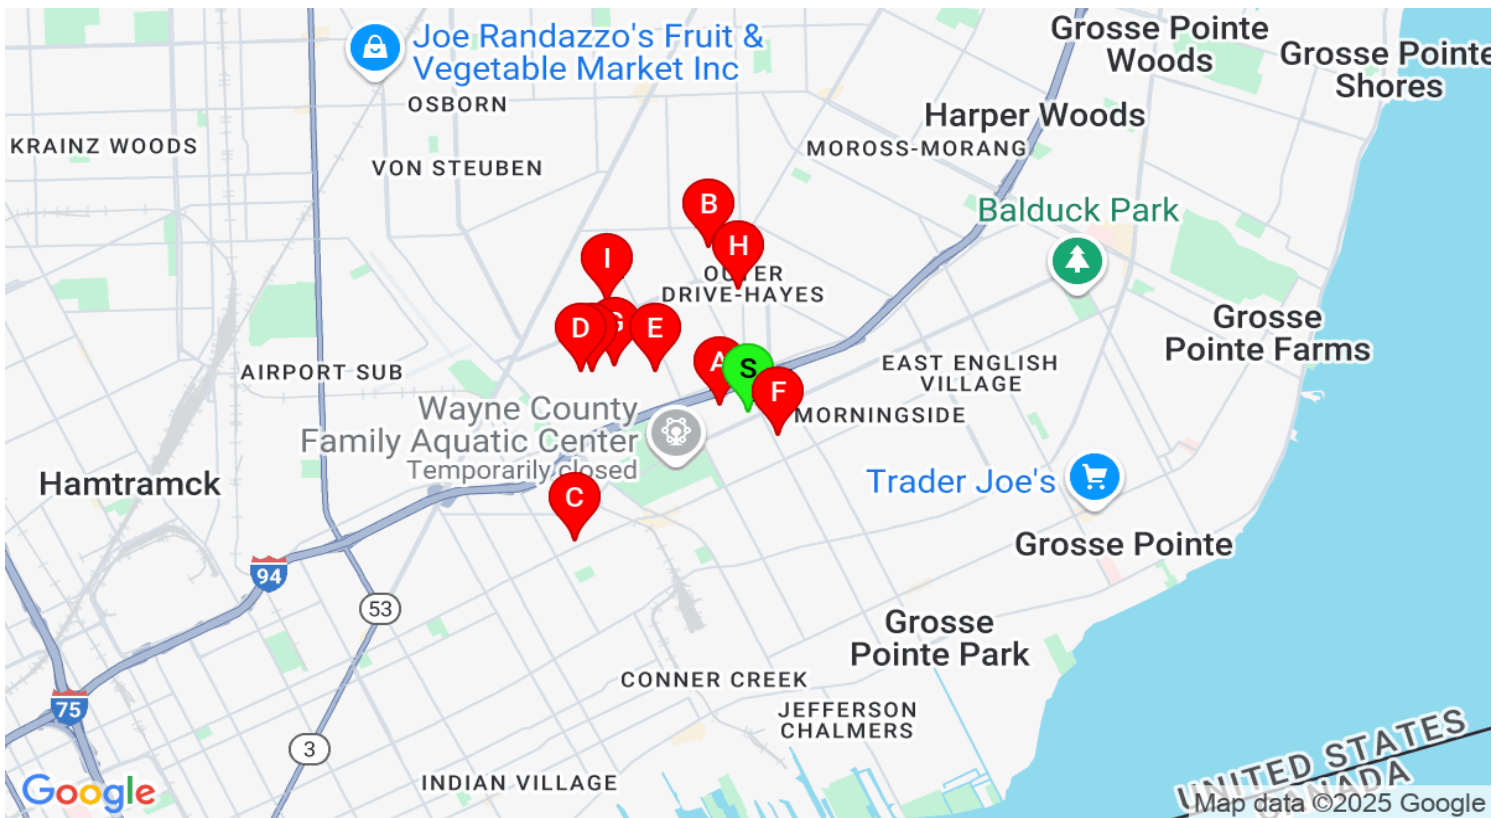 Grosse Pointe
Woods
Grosse Pointe
Shores
Joe Randazzo's Fruit &
Vegetable Market Inc
OSBORN
Harper Woods
KRAINZ WOODS
MOROSS-MORANG
VON STEUBEN
B
Balduck Park
H
I
OUTER
DRIVE-HAYES
D
G
E
Grosse
Pointe Farms
A
S
F
AIRPORT SUB
EAST ENGLISH
VILLAGE
MORNINGSIDE
Wayne County
Family Aquatic Center
Temporarily closed
Hamtramck
C
Trader Joe's
Grosse Pointe
94
53
Grosse
Pointe Park
CONNER CREEK
75
JEFFERSON
CHALMERS
3
INDIAN VILLAGE
UNITED STATES
CANADA
Google
Map data ©2025 Google